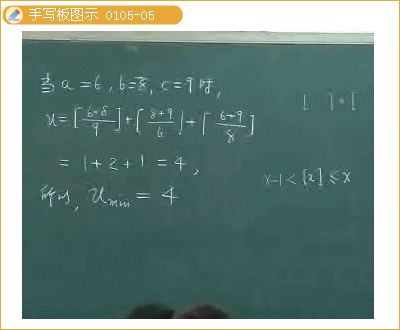 手写板图示 0105-05
当 a = 6, b = 8, c = 9 时,
u = [(6+8)/9] + [(8+9)/6] + [(6+9)/8]
= 1 + 2 + 1 = 4,
所以, u_min = 4
[ ] + [
x-1 < [x] ≤ x